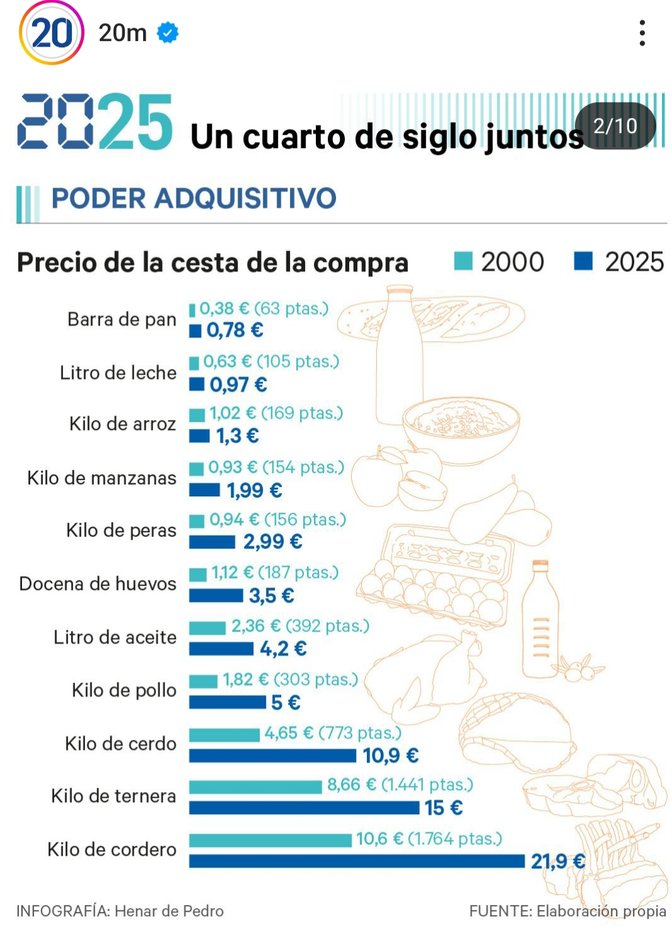 20 20m
2025 Un cuarto de siglo juntos 2/10
PODER ADQUISITIVO
Precio de la cesta de la compra 2000 2025
Barra de pan 0,38 € (63 ptas.)
0,78 €
Litro de leche 0,63 € (105 ptas.)
0,97 €
Kilo de arroz 1,02 € (169 ptas.)
1,3 €
Kilo de manzanas 0,93 € (154 ptas.)
1,99 €
Kilo de peras 0,94 € (156 ptas.)
2,99 €
Docena de huevos 1,12 € (187 ptas.)
3,5 €
Litro de aceite 2,36 € (392 ptas.)
4,2 €
Kilo de pollo 1,82 € (303 ptas.)
5 €
Kilo de cerdo 4,65 € (773 ptas.)
10,9 €
Kilo de ternera 8,66 € (1.441 ptas.)
15 €
Kilo de cordero 10,6 € (1.764 ptas.)
21,9 €
INFOGRAFÍA: Henar de Pedro FUENTE: Elaboración propia